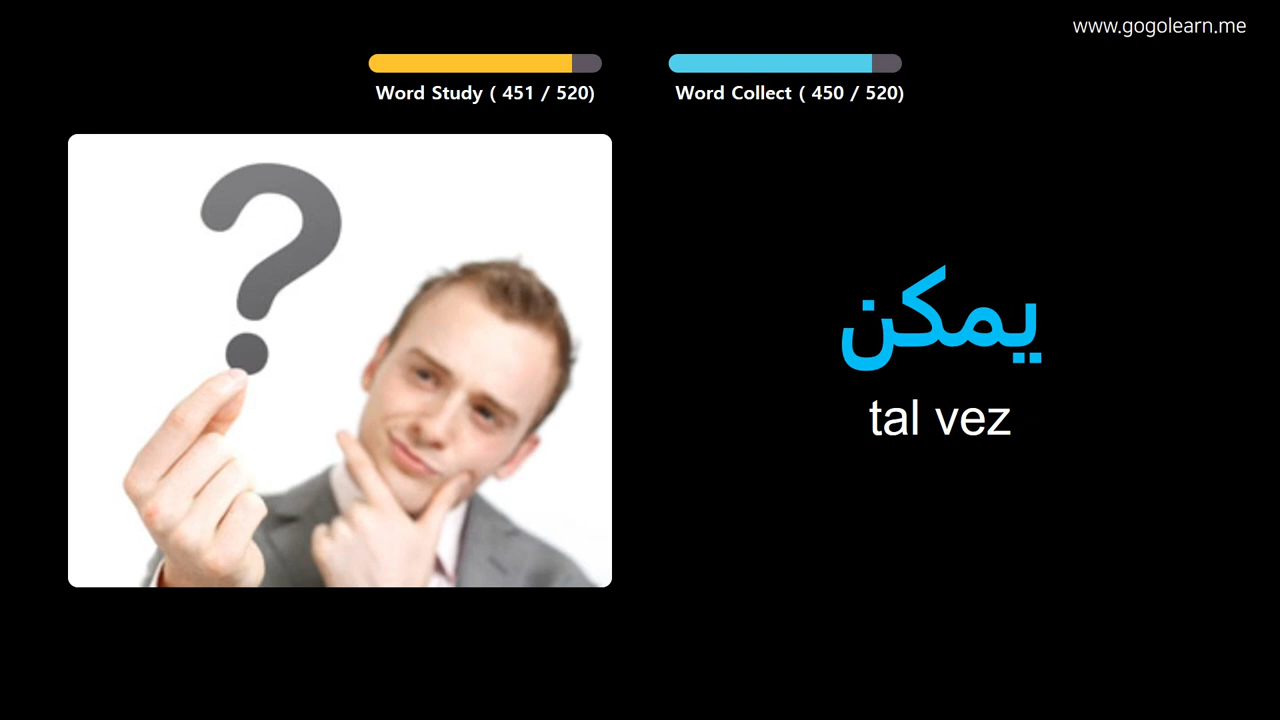 www.gogolearn.me
Word Study ( 451 / 520)
Word Collect ( 450 / 520)
?
يمكن
tal vez